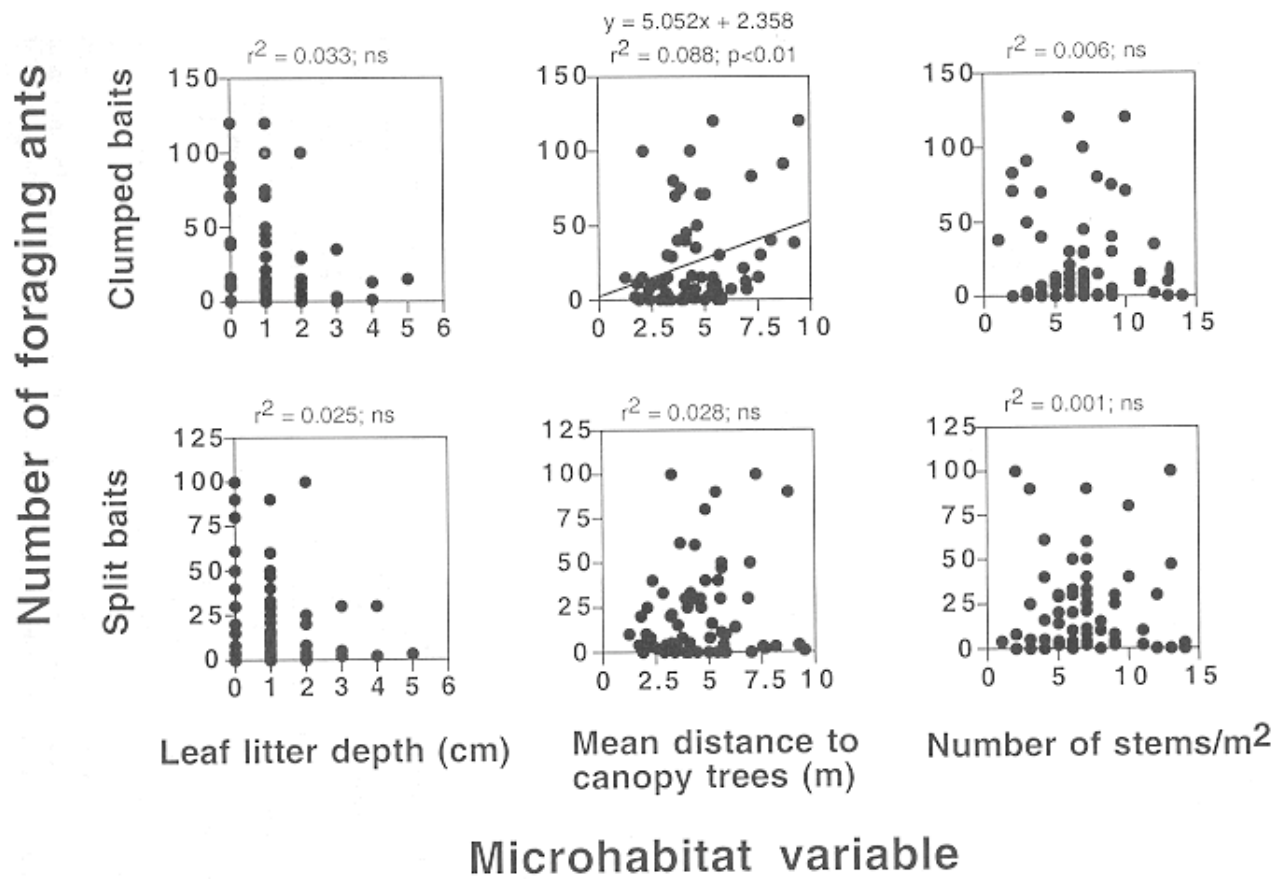 Number of foraging ants
Clumped baits
r² = 0.033; ns
150
100
50
0
0 1 2 3 4 5 6
y = 5.052x + 2.358
r² = 0.088; p<0.01
150
100
50
0
0 2.5 5 7.5 10
r² = 0.006; ns
150
100
50
0
0 5 10 15
Split baits
r² = 0.025; ns
125
100
75
50
25
0
0 1 2 3 4 5 6
r² = 0.028; ns
125
100
75
50
25
0
0 2.5 5 7.5 10
r² = 0.001; ns
125
100
75
50
25
0
0 5 10 15
Leaf litter depth (cm)
Mean distance to
canopy trees (m)
Number of stems/m²
Microhabitat variable